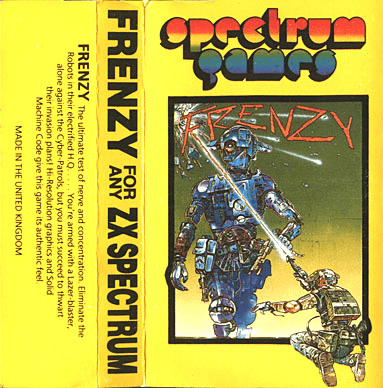 FRENZY The ultimate test of nerve and concentration. Eliminate the
Robots in their electrified H.Q. . . . You're armed with a Lazer-blaster,
alone against the Cyber-Patrols, but you must succeed to thwart
their invasion plans! Hi-Resolution graphics and Solid
Machine Code give this game its authentic feel.
MADE IN THE UNITED KINGDOM
FRENZY FOR ANY ZX SPECTRUM
spectrum
games
FRENZY